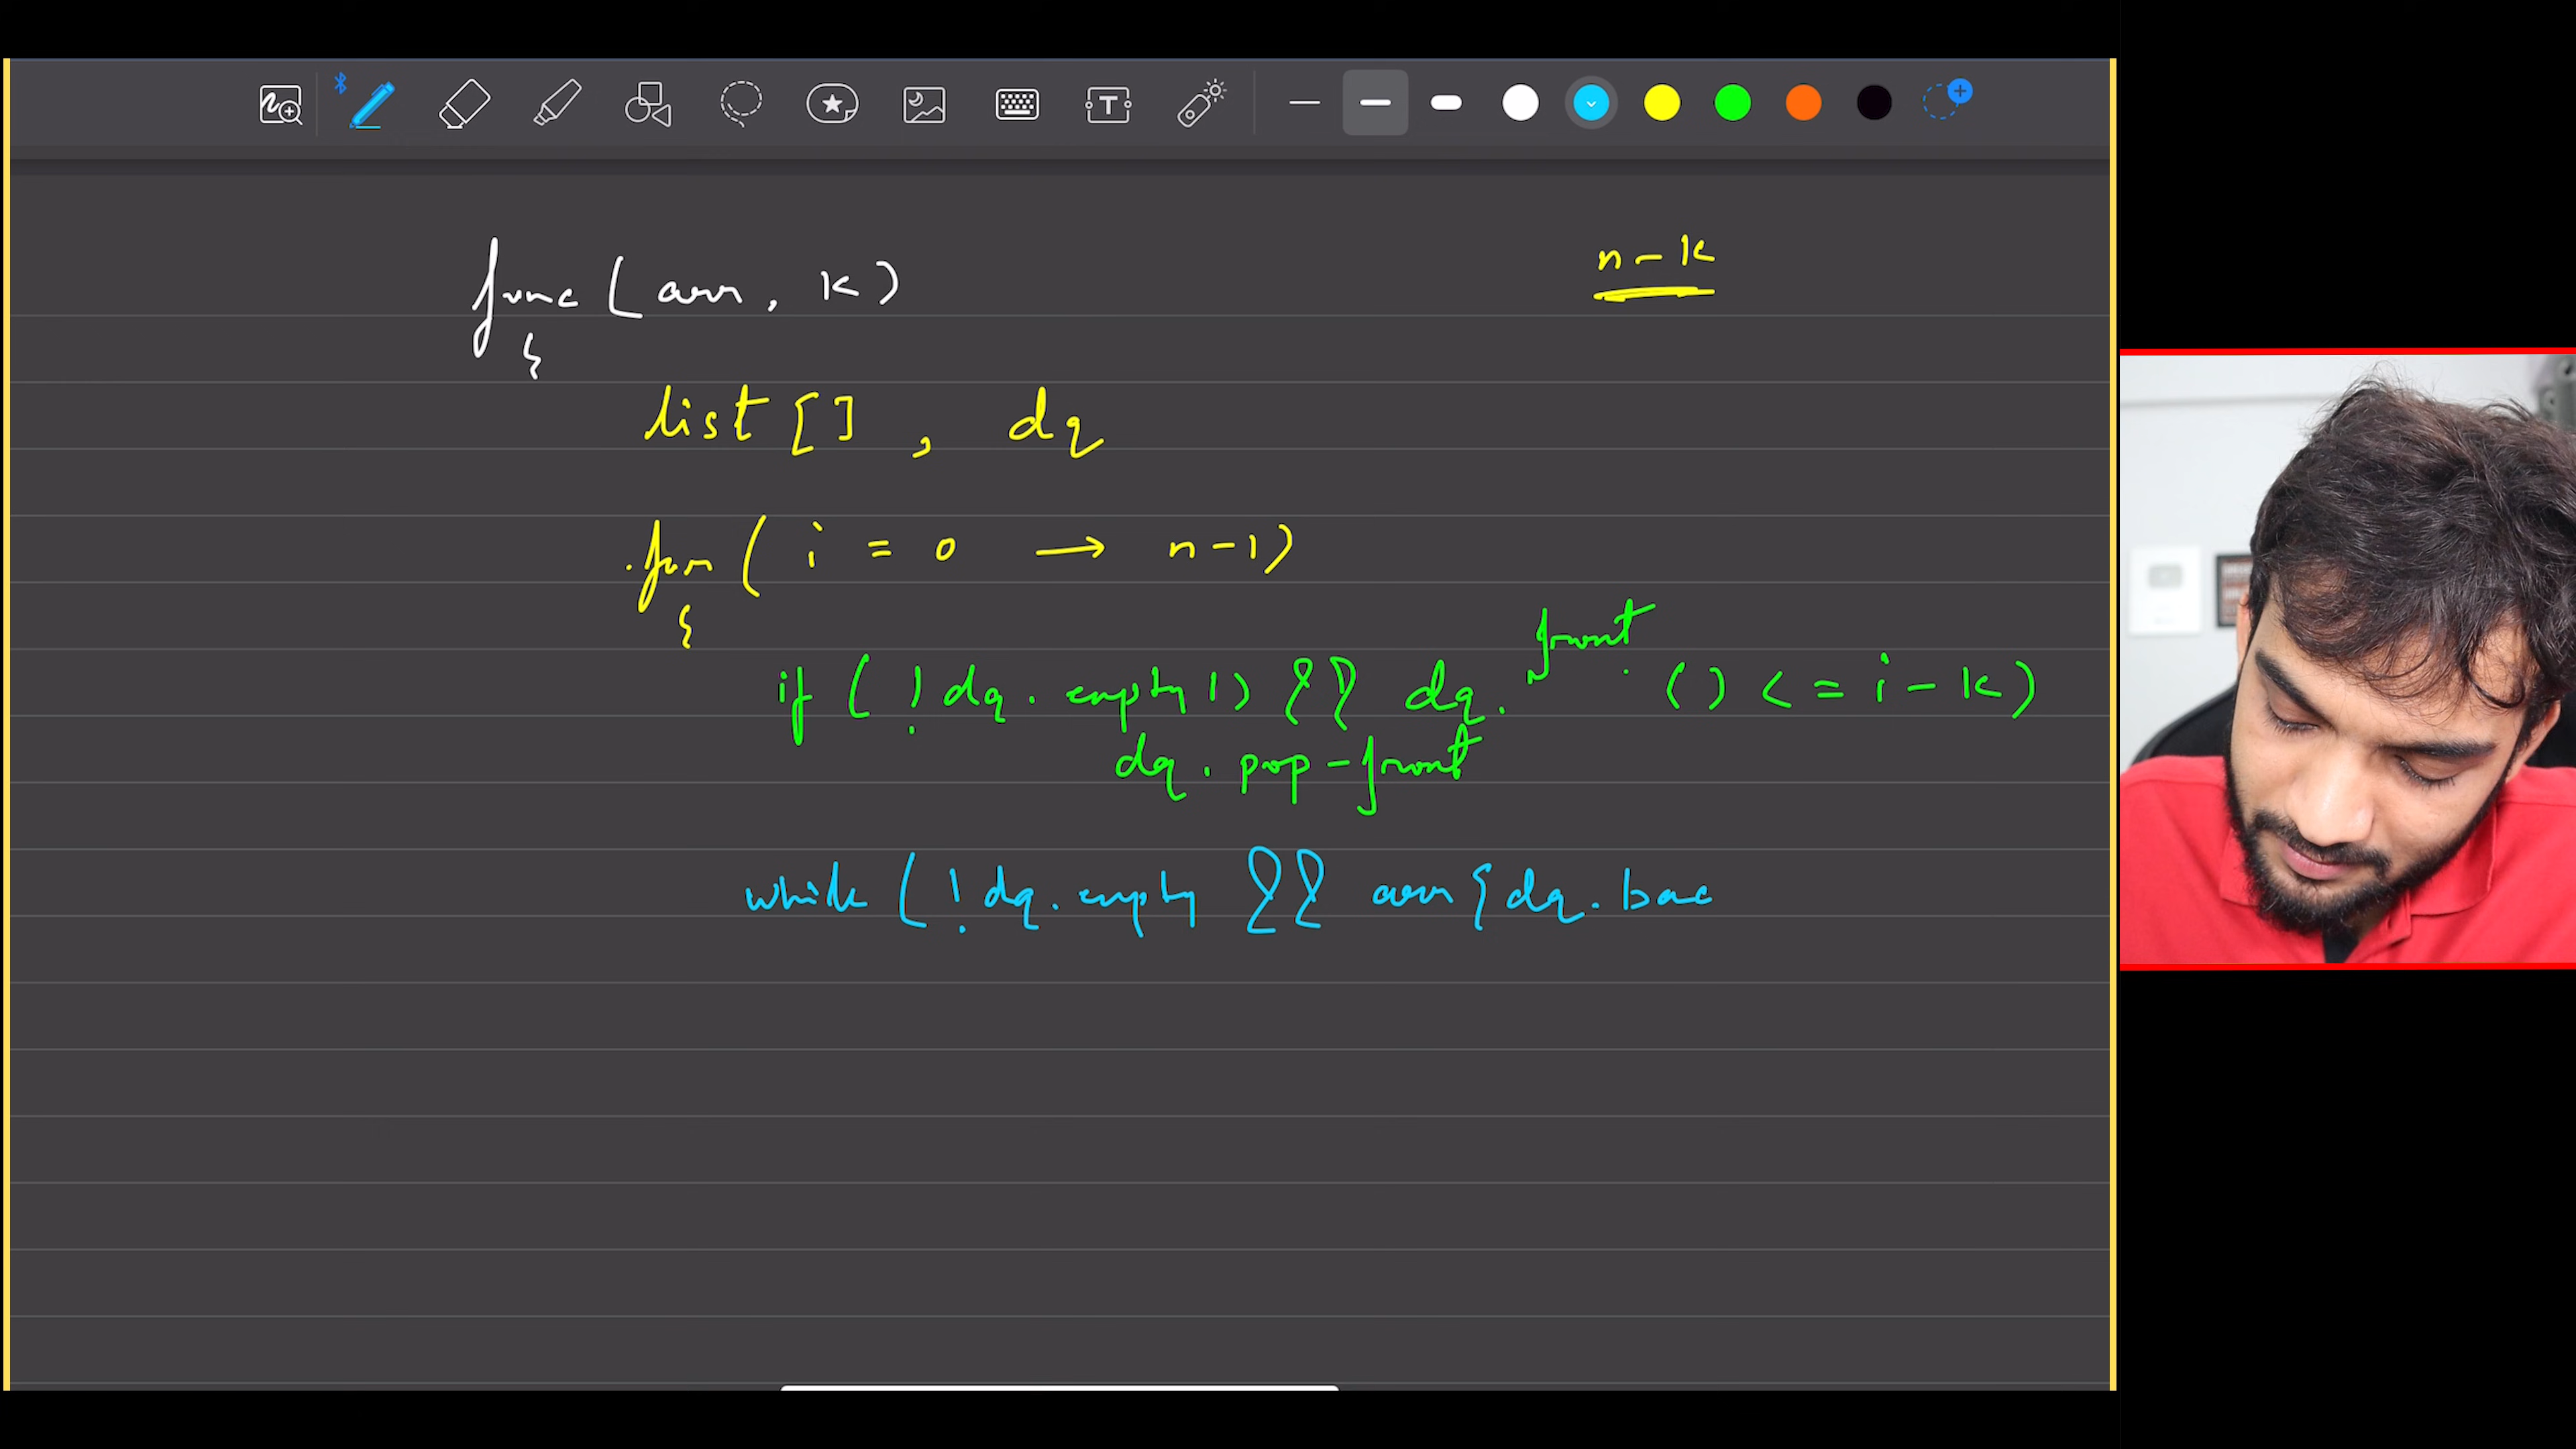 func ( arr , k )
n - k
{
list [ ] , dq
for ( i = 0 → n - 1 )
{
if ( ! dq . empty () && dq . front () <= i - k )
dq . pop - front
while ( ! dq . empty && arr [ dq . bac